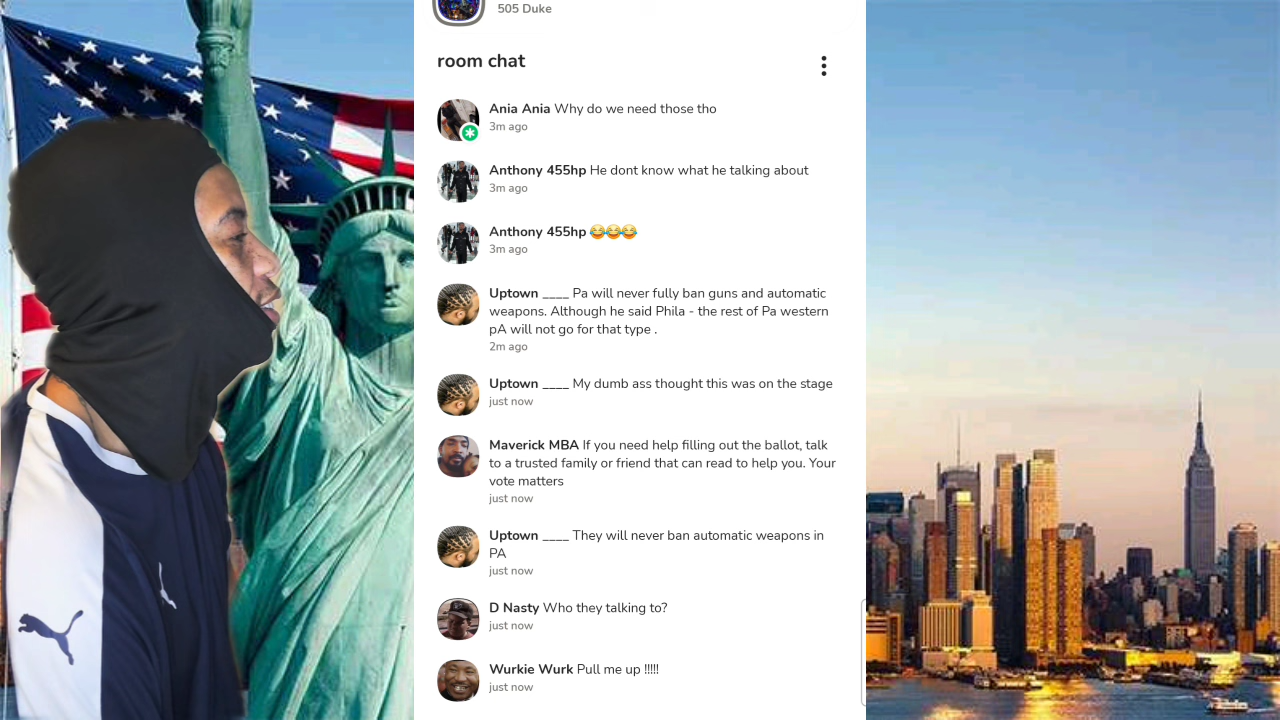 505 Duke
room chat
Ania Ania Why do we need those tho
3m ago
Anthony 455hp He dont know what he talking about
3m ago
Anthony 455hp 😂😂😂
3m ago
Uptown ____ Pa will never fully ban guns and automatic
weapons. Although he said Phila - the rest of Pa western
pA will not go for that type .
2m ago
Uptown ____ My dumb ass thought this was on the stage
just now
Maverick MBA If you need help filling out the ballot, talk
to a trusted family or friend that can read to help you. Your
vote matters
just now
Uptown ____ They will never ban automatic weapons in
PA
just now
D Nasty Who they talking to?
just now
Wurkie Wurk Pull me up !!!!!
just now